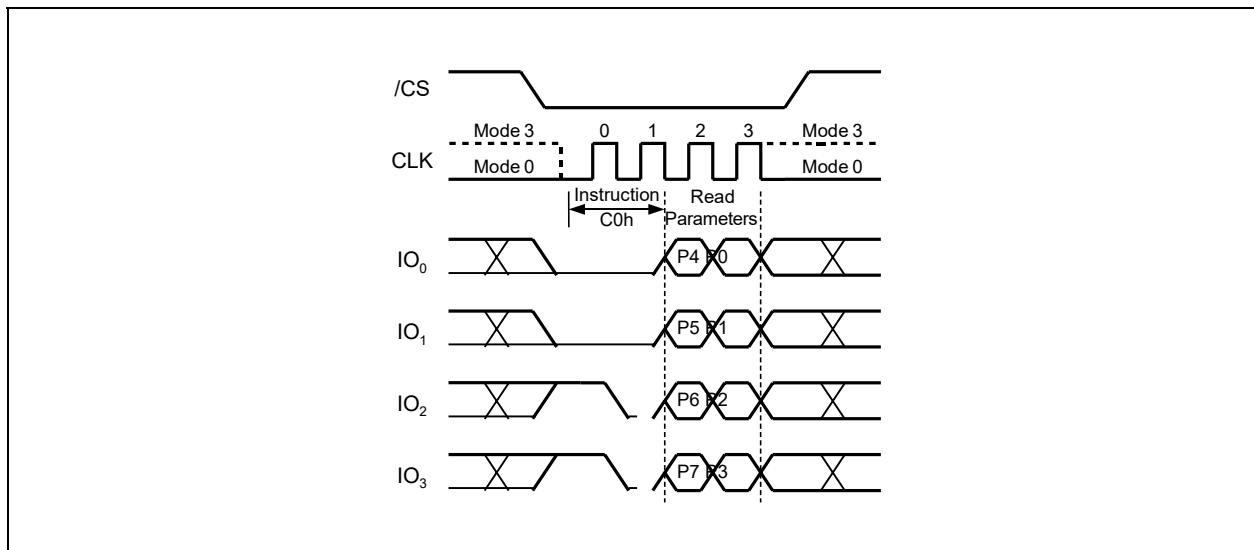 /CS
Mode 3 0 1 2 3 Mode 3
CLK
Mode 0 Mode 0
Instruction Read
C0h Parameters
IO0 P4 P0
IO1 P5 P1
IO2 P6 P2
IO3 P7 P3